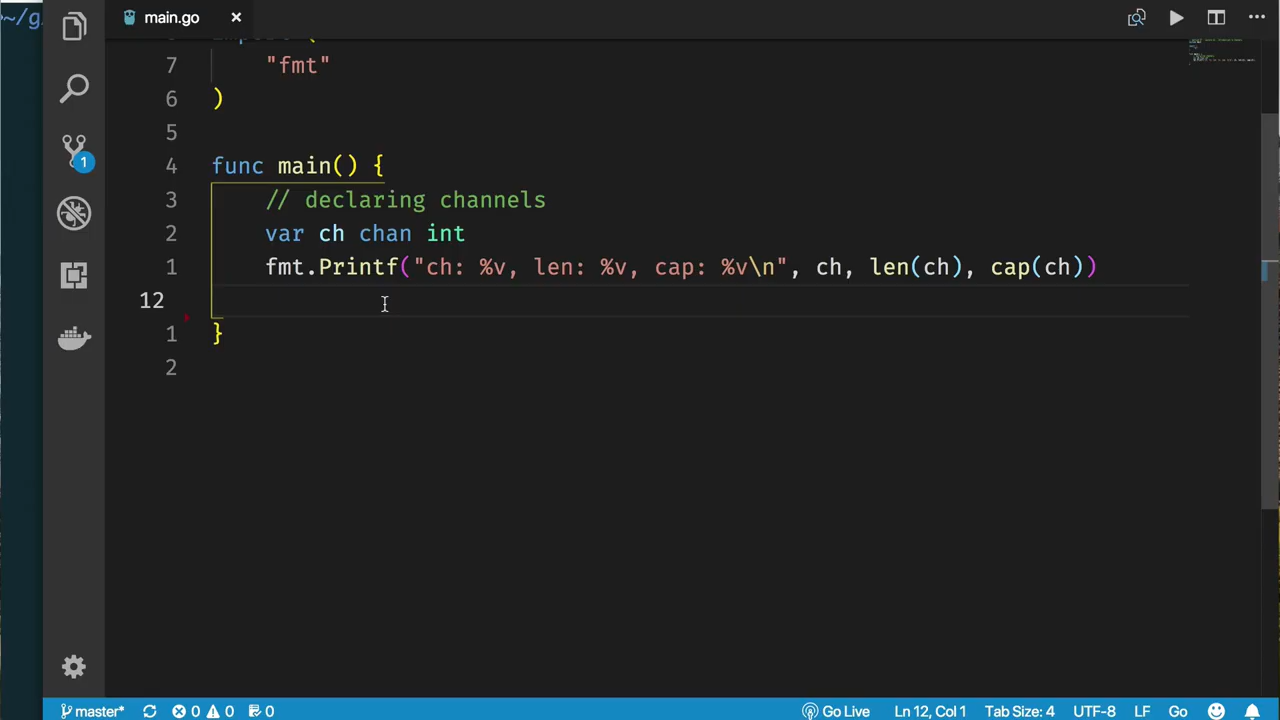 ~/g
main.go
7 "fmt"
6 )
5
4 func main() {
3 // declaring channels
2 var ch chan int
1 fmt.Printf("ch: %v, len: %v, cap: %v\n", ch, len(ch), cap(ch))
12
1 }
2
1
master* 0 0 0 Go Live Ln 12, Col 1 Tab Size: 4 UTF-8 LF Go